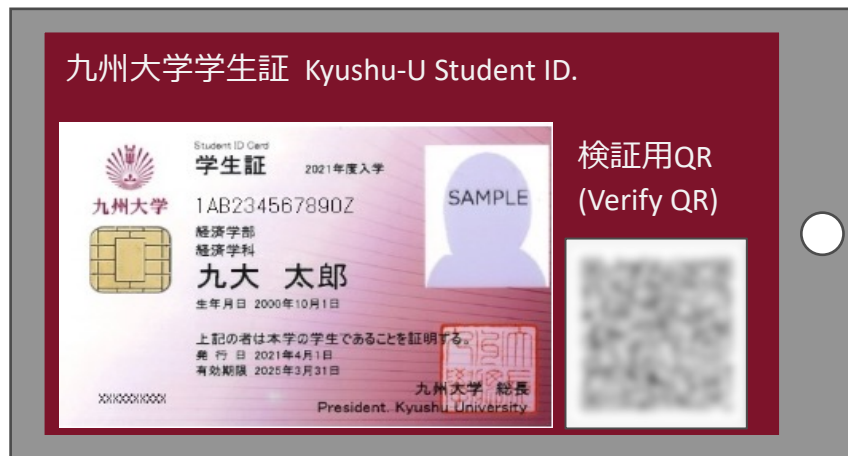 九州大学学生証 Kyushu-U Student ID.
Student ID Card
学生証 2021年度入学
九州大学
1AB234567890Z
SAMPLE
経済学部
経済学科
九大 太郎
生年月日 2000年10月1日
上記の者は本学の学生であることを証明する。
発 行 日 2021年4月1日
有効期限 2025年3月31日
九州大学 総長
President. Kyushu University
検証用QR
(Verify QR)